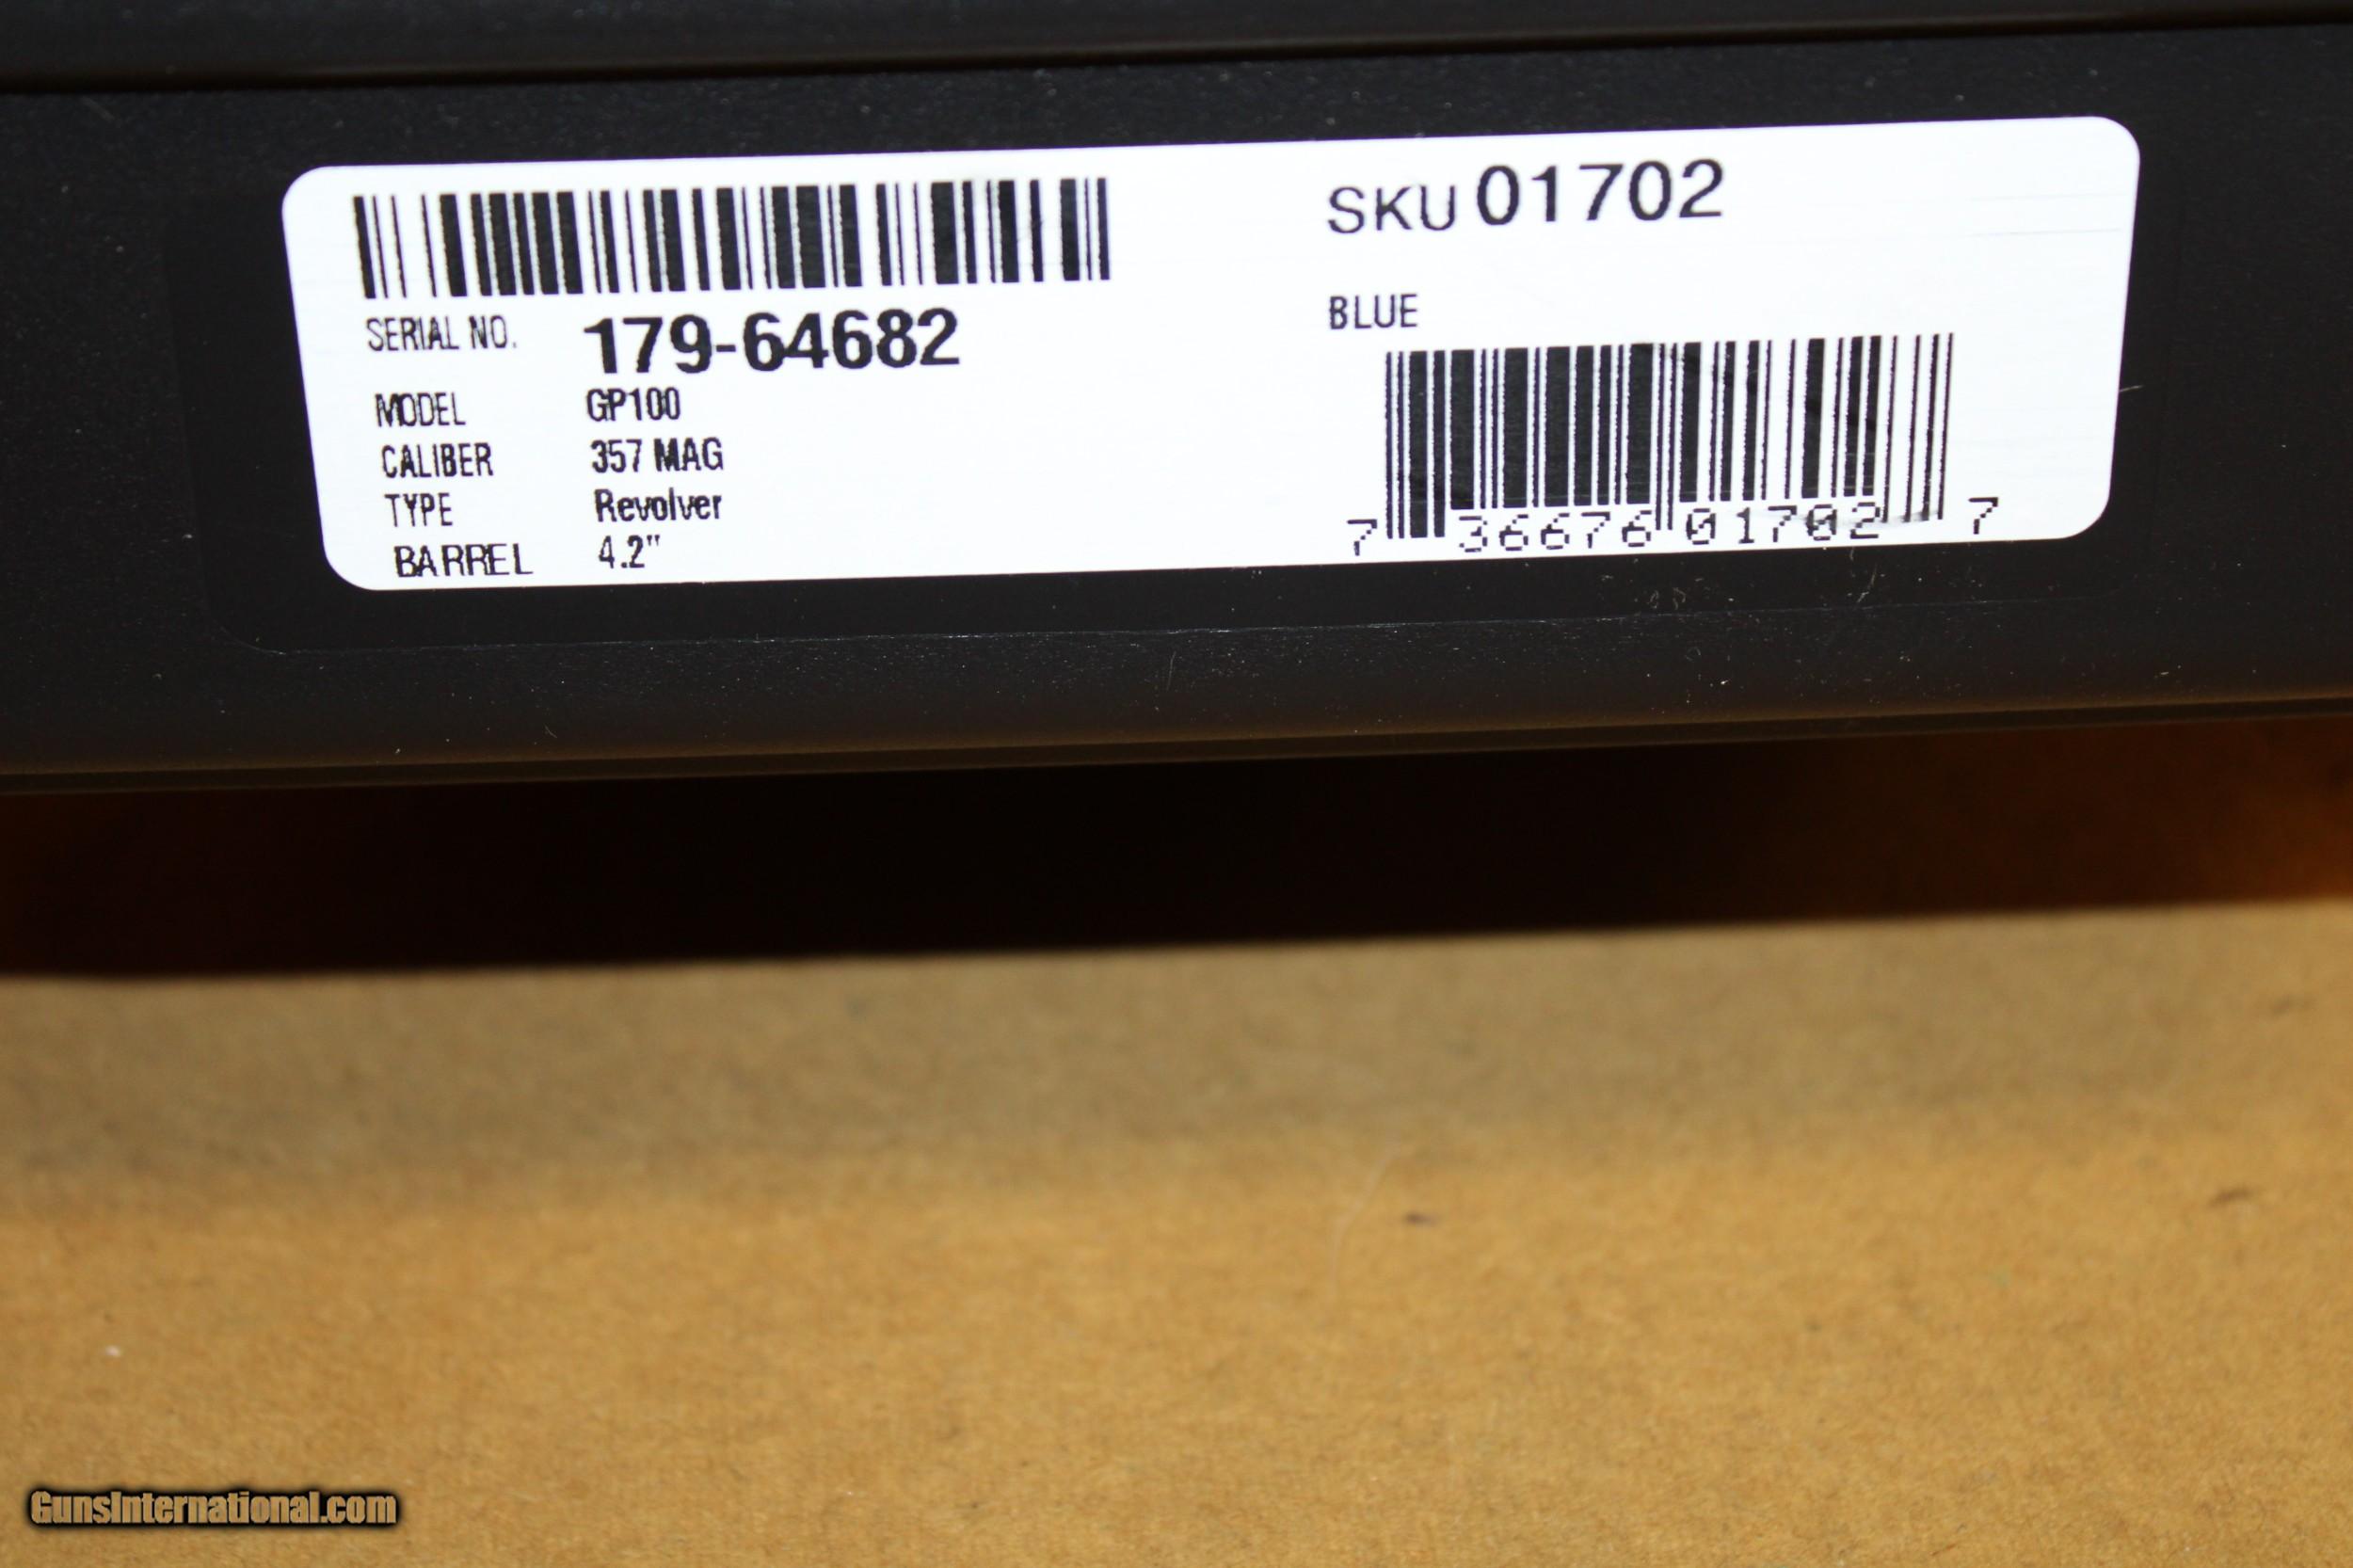 SERIAL NO. 179-64682
MODEL GP100
CALIBER 357 MAG
TYPE Revolver
BARREL 4.2"
SKU 01702
BLUE
7 36676 01702 7
GunsInternational.com